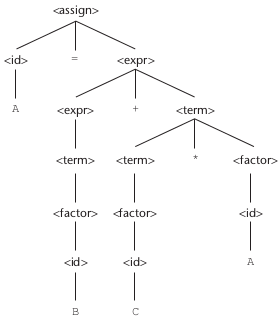 <assign>
<id> = <expr>
A <expr> + <term>
<term> <term> * <factor>
<factor> <factor> <id>
<id> <id> A
B C